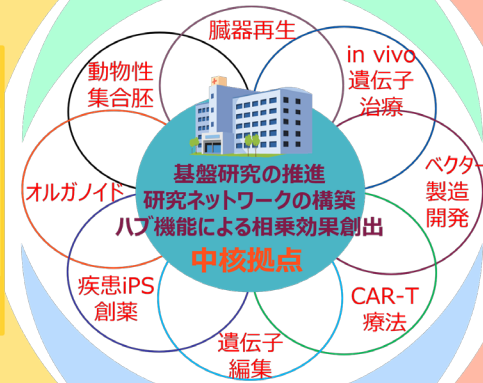 臓器再生
in vivo
遺伝子
治療
動物性
集合胚
ベクター
製造
開発
オルガノイド
基盤研究の推進
研究ネットワークの構築
ハブ機能による相乗効果創出
中核拠点
疾患iPS
創薬
CAR-T
療法
遺伝子
編集